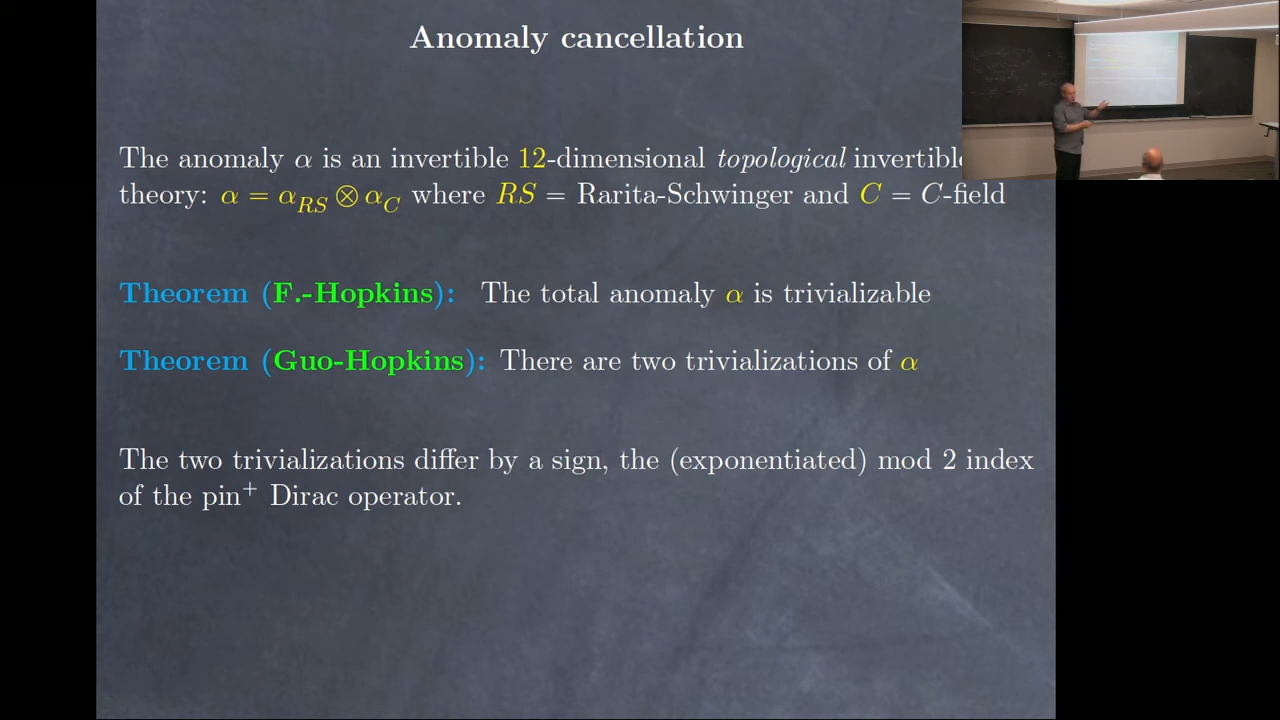 Anomaly cancellation
The anomaly α is an invertible 12-dimensional topological invertible
theory: α = α_RS ⊗ α_C where RS = Rarita-Schwinger and C = C-field
Theorem (F.-Hopkins): The total anomaly α is trivializable
Theorem (Guo-Hopkins): There are two trivializations of α
The two trivializations differ by a sign, the (exponentiated) mod 2 index
of the pin⁺ Dirac operator.